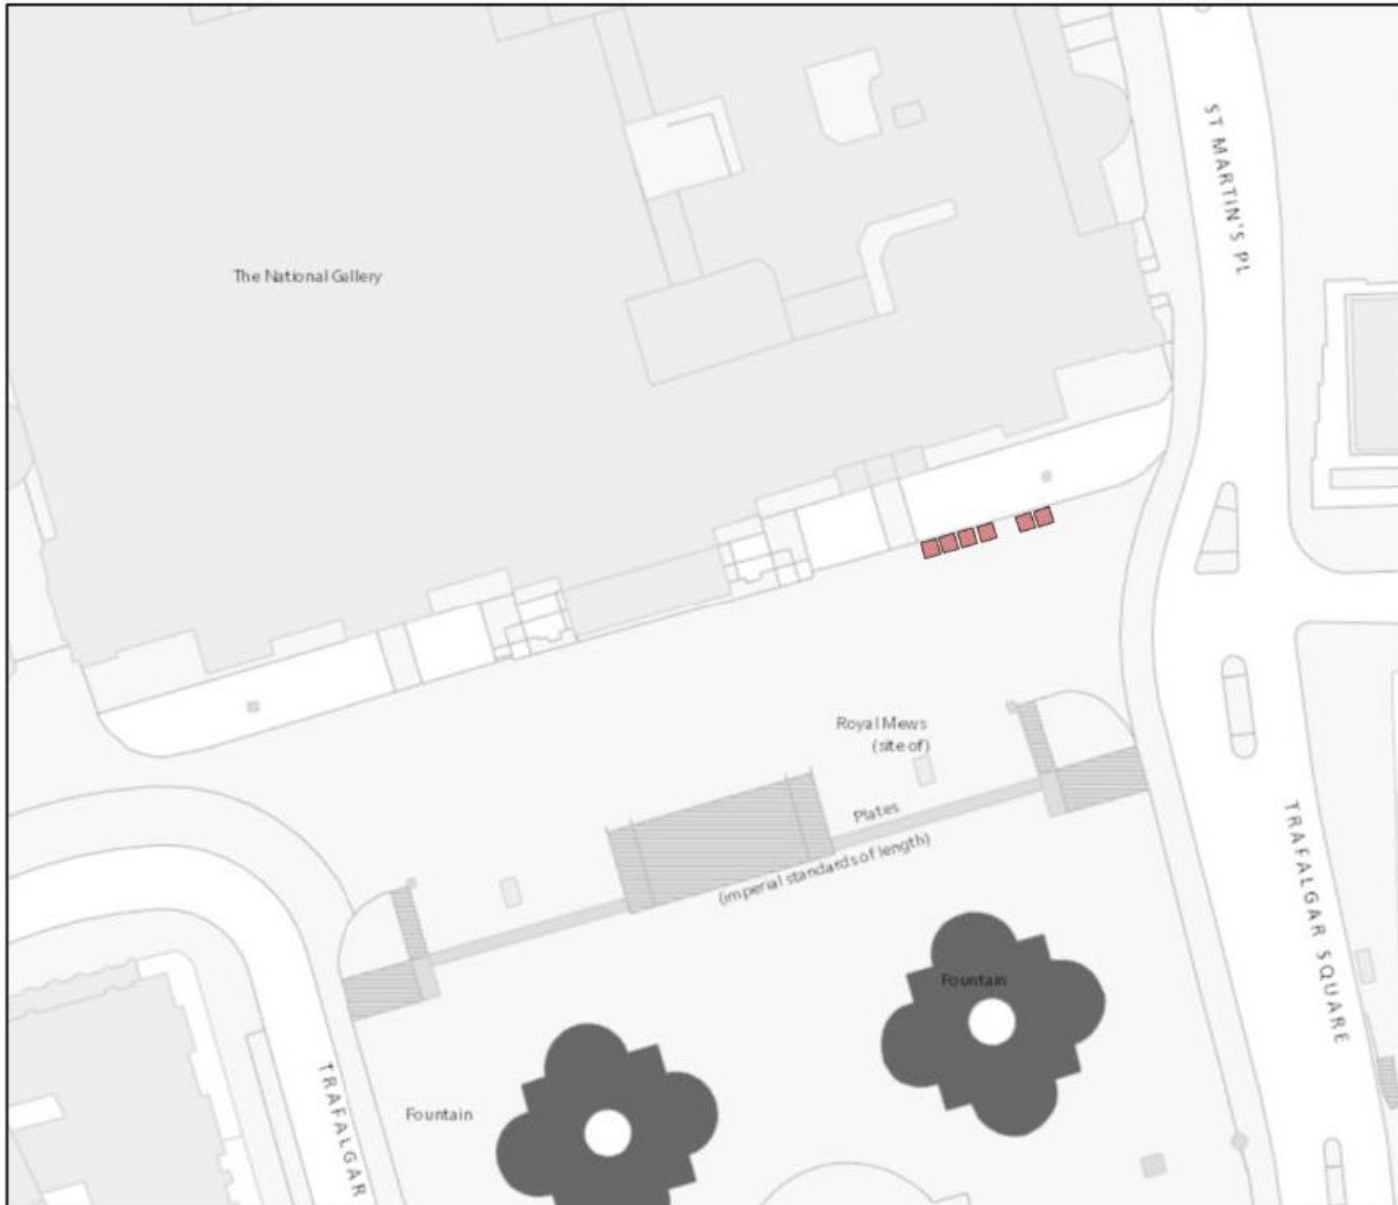 ST MARTIN'S PL
The National Gallery
Royal Mews
(site of)
Plates
(imperial standards of length)
TRAFALGAR SQUARE
Fountain
Fountain
TRAFALGAR